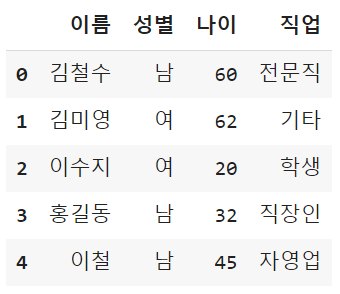 이름 성별 나이 직업
0 김철수 남 60 전문직
1 김미영 여 62 기타
2 이수지 여 20 학생
3 홍길동 남 32 직장인
4 이철 남 45 자영업